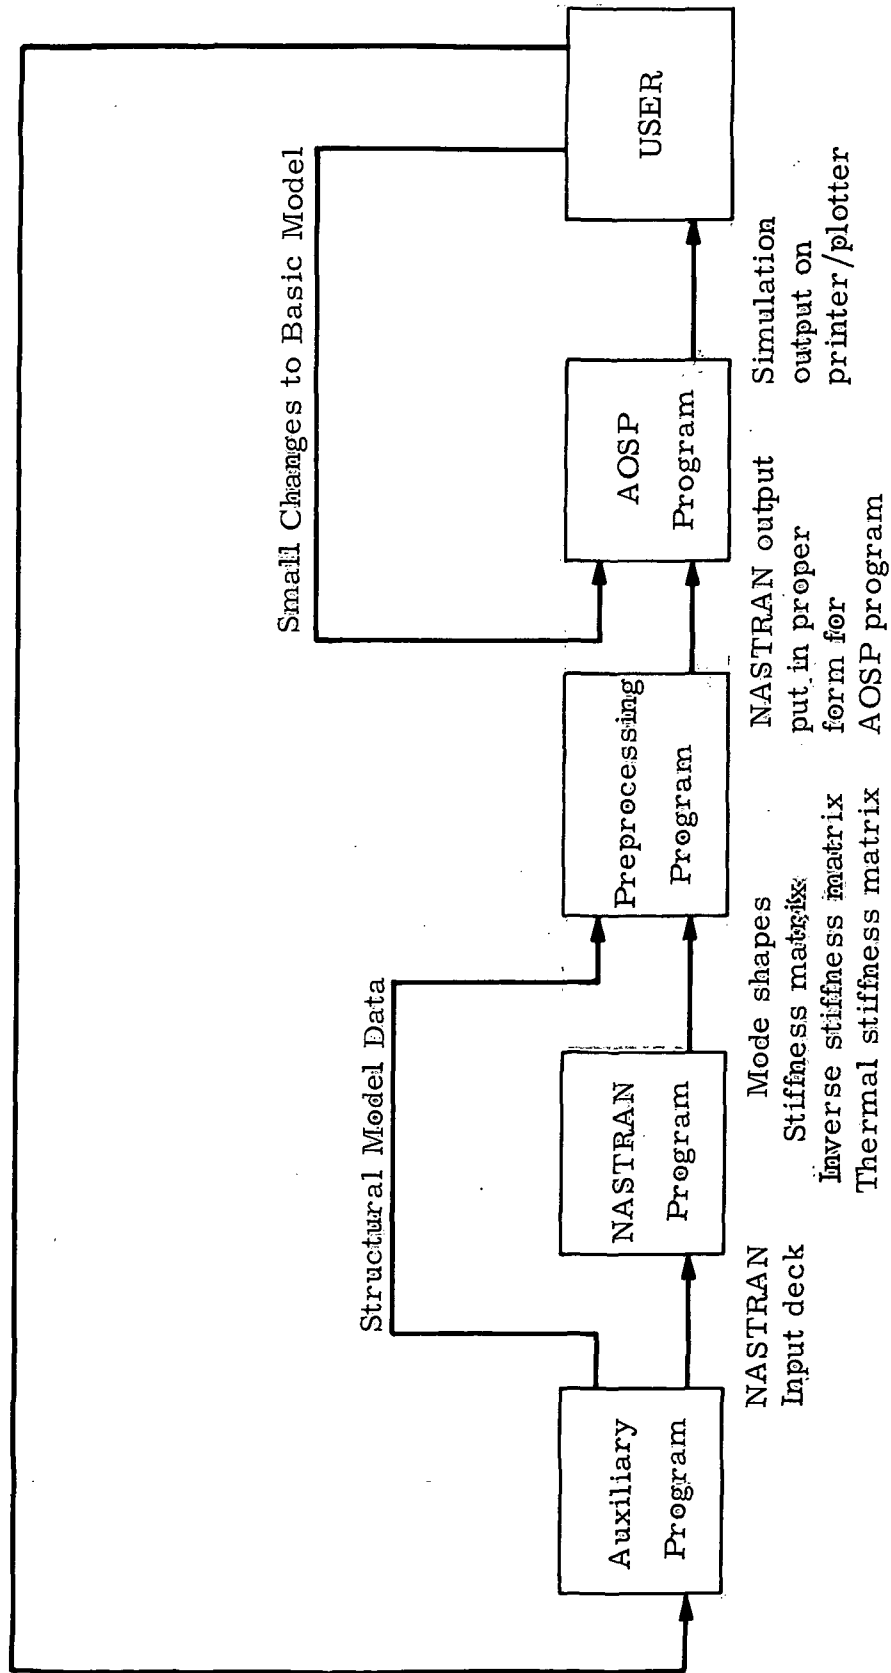 Small Changes to Basic Model
Structural Model Data
Auxiliary
Program
NASTRAN
Program
Preprocessing
Program
AOSP
Program
USER
NASTRAN
Input deck
Mode shapes
Stiffness matrix
Inverse stiffness matrix
Thermal stiffness matrix
NASTRAN output
put in proper
form for
AOSP program
Simulation
output on
printer/plotter